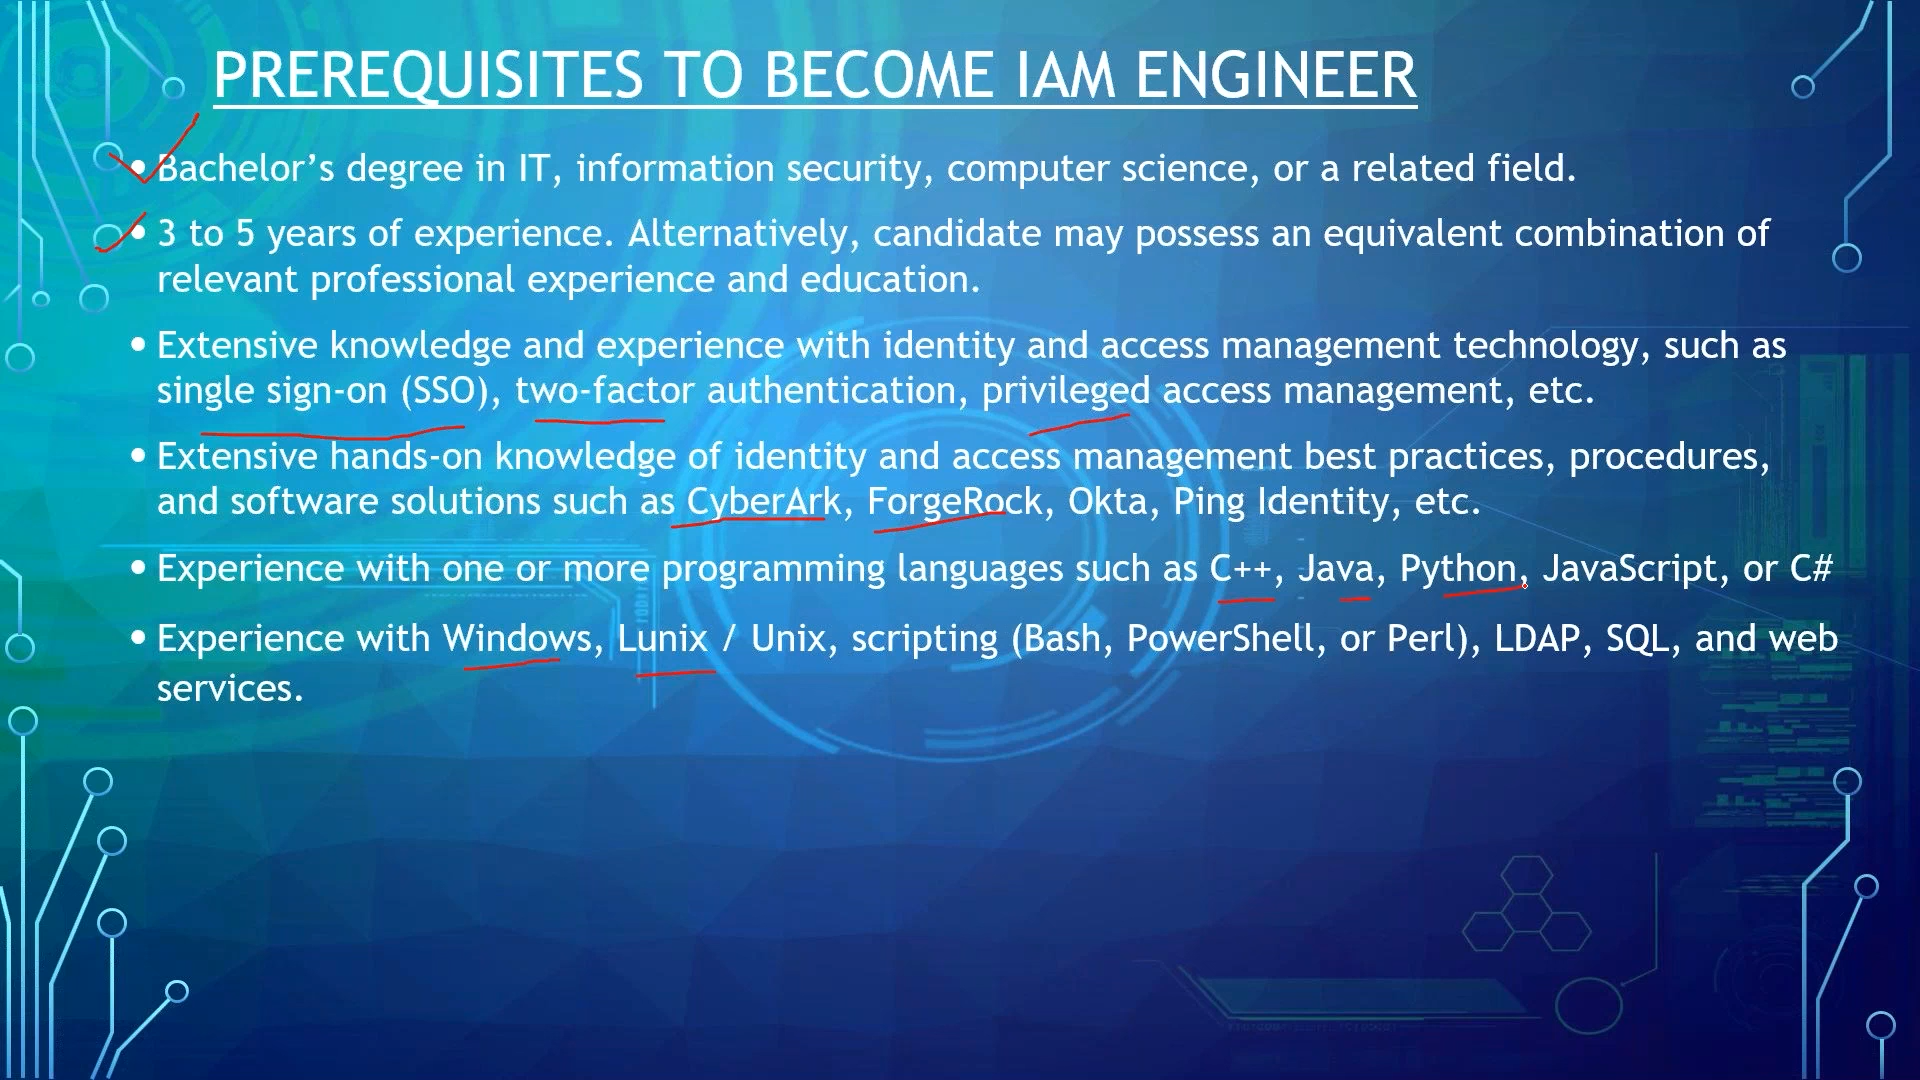 PREREQUISITES TO BECOME IAM ENGINEER
• Bachelor’s degree in IT, information security, computer science, or a related field.
• 3 to 5 years of experience. Alternatively, candidate may possess an equivalent combination of
relevant professional experience and education.
• Extensive knowledge and experience with identity and access management technology, such as
single sign-on (SSO), two-factor authentication, privileged access management, etc.
• Extensive hands-on knowledge of identity and access management best practices, procedures,
and software solutions such as CyberArk, ForgeRock, Okta, Ping Identity, etc.
• Experience with one or more programming languages such as C++, Java, Python, JavaScript, or C#
• Experience with Windows, Lunix / Unix, scripting (Bash, PowerShell, or Perl), LDAP, SQL, and web
services.